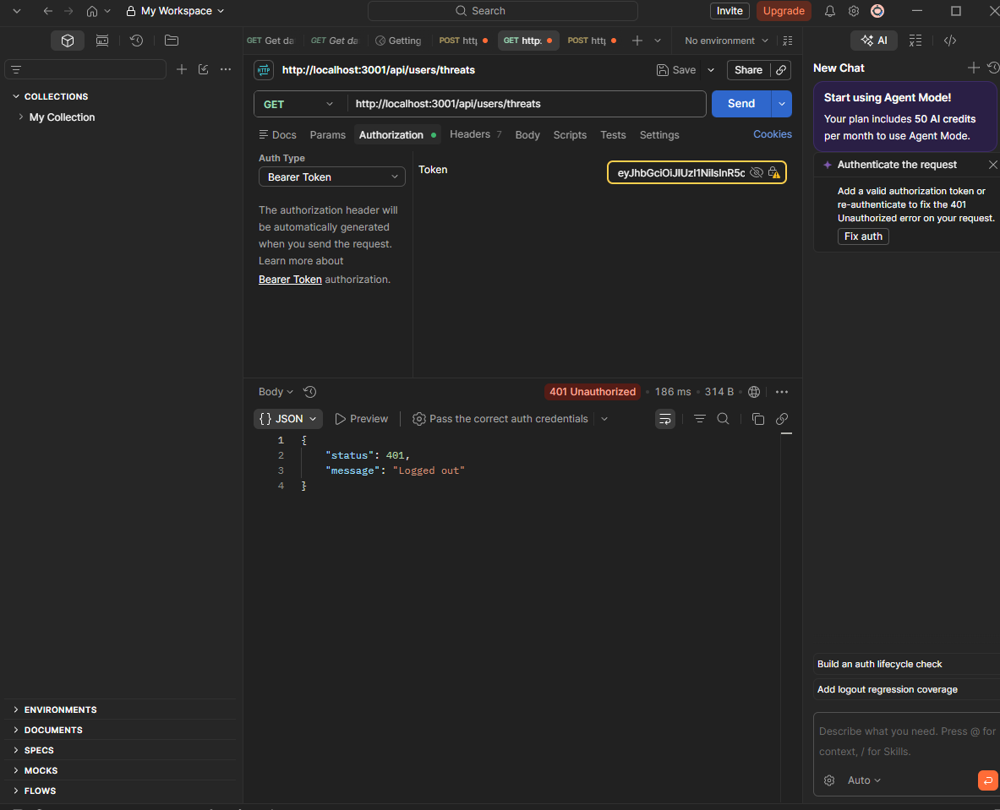 My Workspace
Search
Invite
Upgrade
GET Get da
GET Get da
Getting
POST http
GET http:
POST http
No environment
AI
HTTP
http://localhost:3001/api/users/threats
Save
Share
New Chat
COLLECTIONS
My Collection
GET
http://localhost:3001/api/users/threats
Send
Start using Agent Mode!
Your plan includes 50 AI credits
per month to use Agent Mode.
Docs
Params
Authorization
Headers 7
Body
Scripts
Tests
Settings
Cookies
Auth Type
Bearer Token
The authorization header will
be automatically generated
when you send the request.
Learn more about
Bearer Token authorization.
Token
eyJhbGciOiJIUzI1NiIsInR5c
Authenticate the request
Add a valid authorization token or
re-authenticate to fix the 401
Unauthorized error on your request.
Fix auth
Body
401 Unauthorized
186 ms
314 B
{ } JSON
Preview
Pass the correct auth credentials
1 {
2 "status": 401,
3 "message": "Logged out"
4 }
ENVIRONMENTS
DOCUMENTS
SPECS
MOCKS
FLOWS
Build an auth lifecycle check
Add logout regression coverage
Describe what you need. Press @ for
context, / for Skills.
Auto